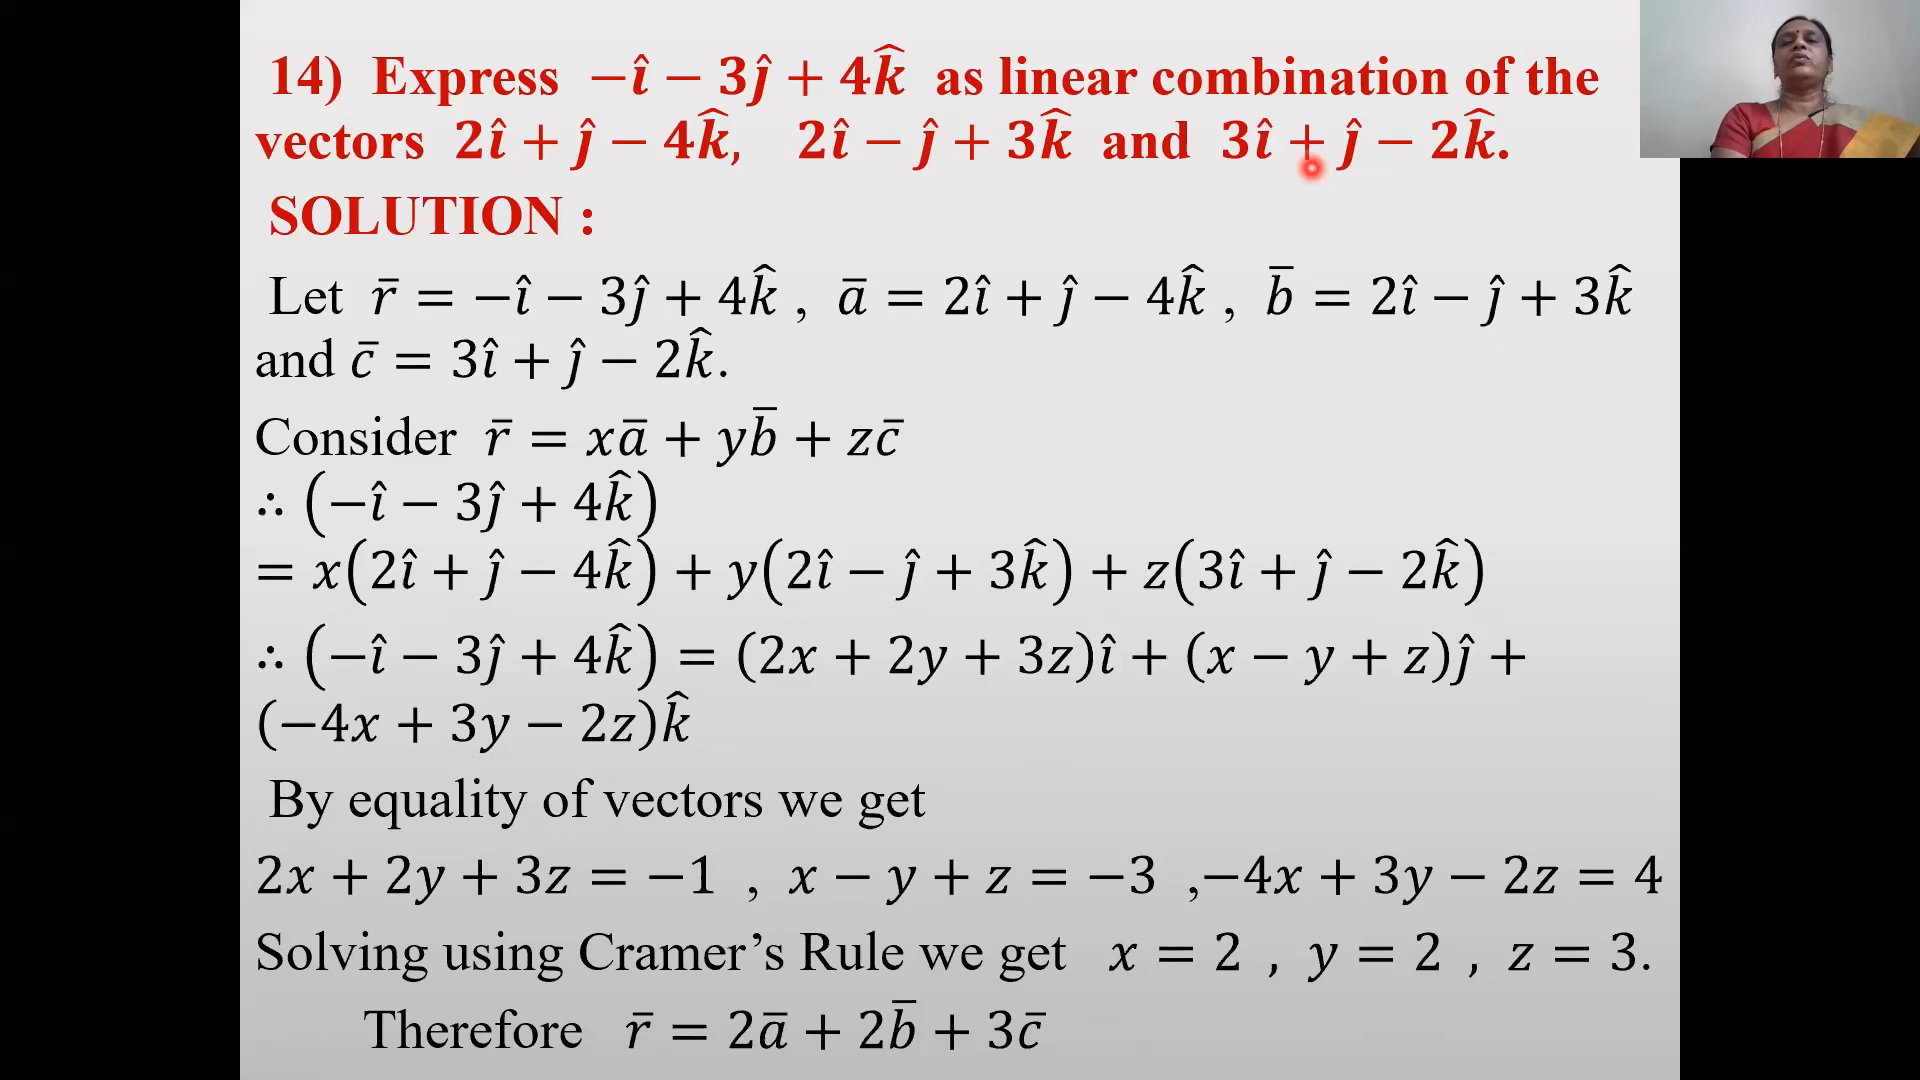 14) Express −î − 3ĵ + 4k̂ as linear combination of the
vectors 2î + ĵ − 4k̂, 2î − ĵ + 3k̂ and 3î + ĵ − 2k̂.
SOLUTION :
Let r̄ = −î − 3ĵ + 4k̂ , ā = 2î + ĵ − 4k̂ , b̄ = 2î − ĵ + 3k̂
and c̄ = 3î + ĵ − 2k̂.
Consider r̄ = xā + yb̄ + zc̄
∴ (−î − 3ĵ + 4k̂)
= x(2î + ĵ − 4k̂) + y(2î − ĵ + 3k̂) + z(3î + ĵ − 2k̂)
∴ (−î − 3ĵ + 4k̂) = (2x + 2y + 3z)î + (x − y + z)ĵ +
(−4x + 3y − 2z)k̂
By equality of vectors we get
2x + 2y + 3z = −1 , x − y + z = −3 ,−4x + 3y − 2z = 4
Solving using Cramer’s Rule we get x = 2 , y = 2 , z = 3.
Therefore r̄ = 2ā + 2b̄ + 3c̄